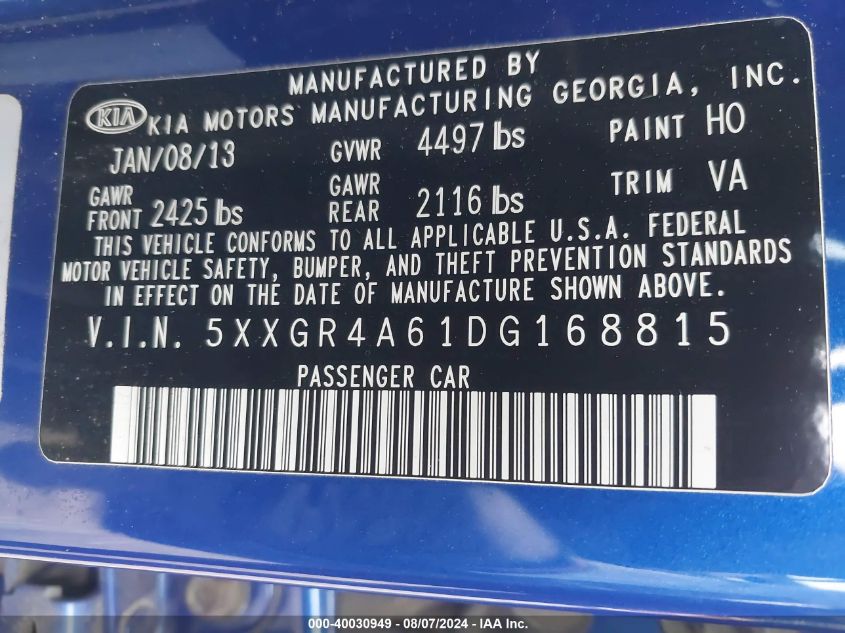 MANUFACTURED BY
KIA KIA MOTORS MANUFACTURING GEORGIA, INC.
JAN/08/13 GVWR 4497 lbs PAINT HO
GAWR FRONT 2425 lbs GAWR REAR 2116 lbs TRIM VA
THIS VEHICLE CONFORMS TO ALL APPLICABLE U.S.A. FEDERAL
MOTOR VEHICLE SAFETY, BUMPER, AND THEFT PREVENTION STANDARDS
IN EFFECT ON THE DATE OF MANUFACTURE SHOWN ABOVE.
V.I.N. 5XXGR4A61DG168815
PASSENGER CAR
000-40030949 - 08/07/2024 - IAA Inc.